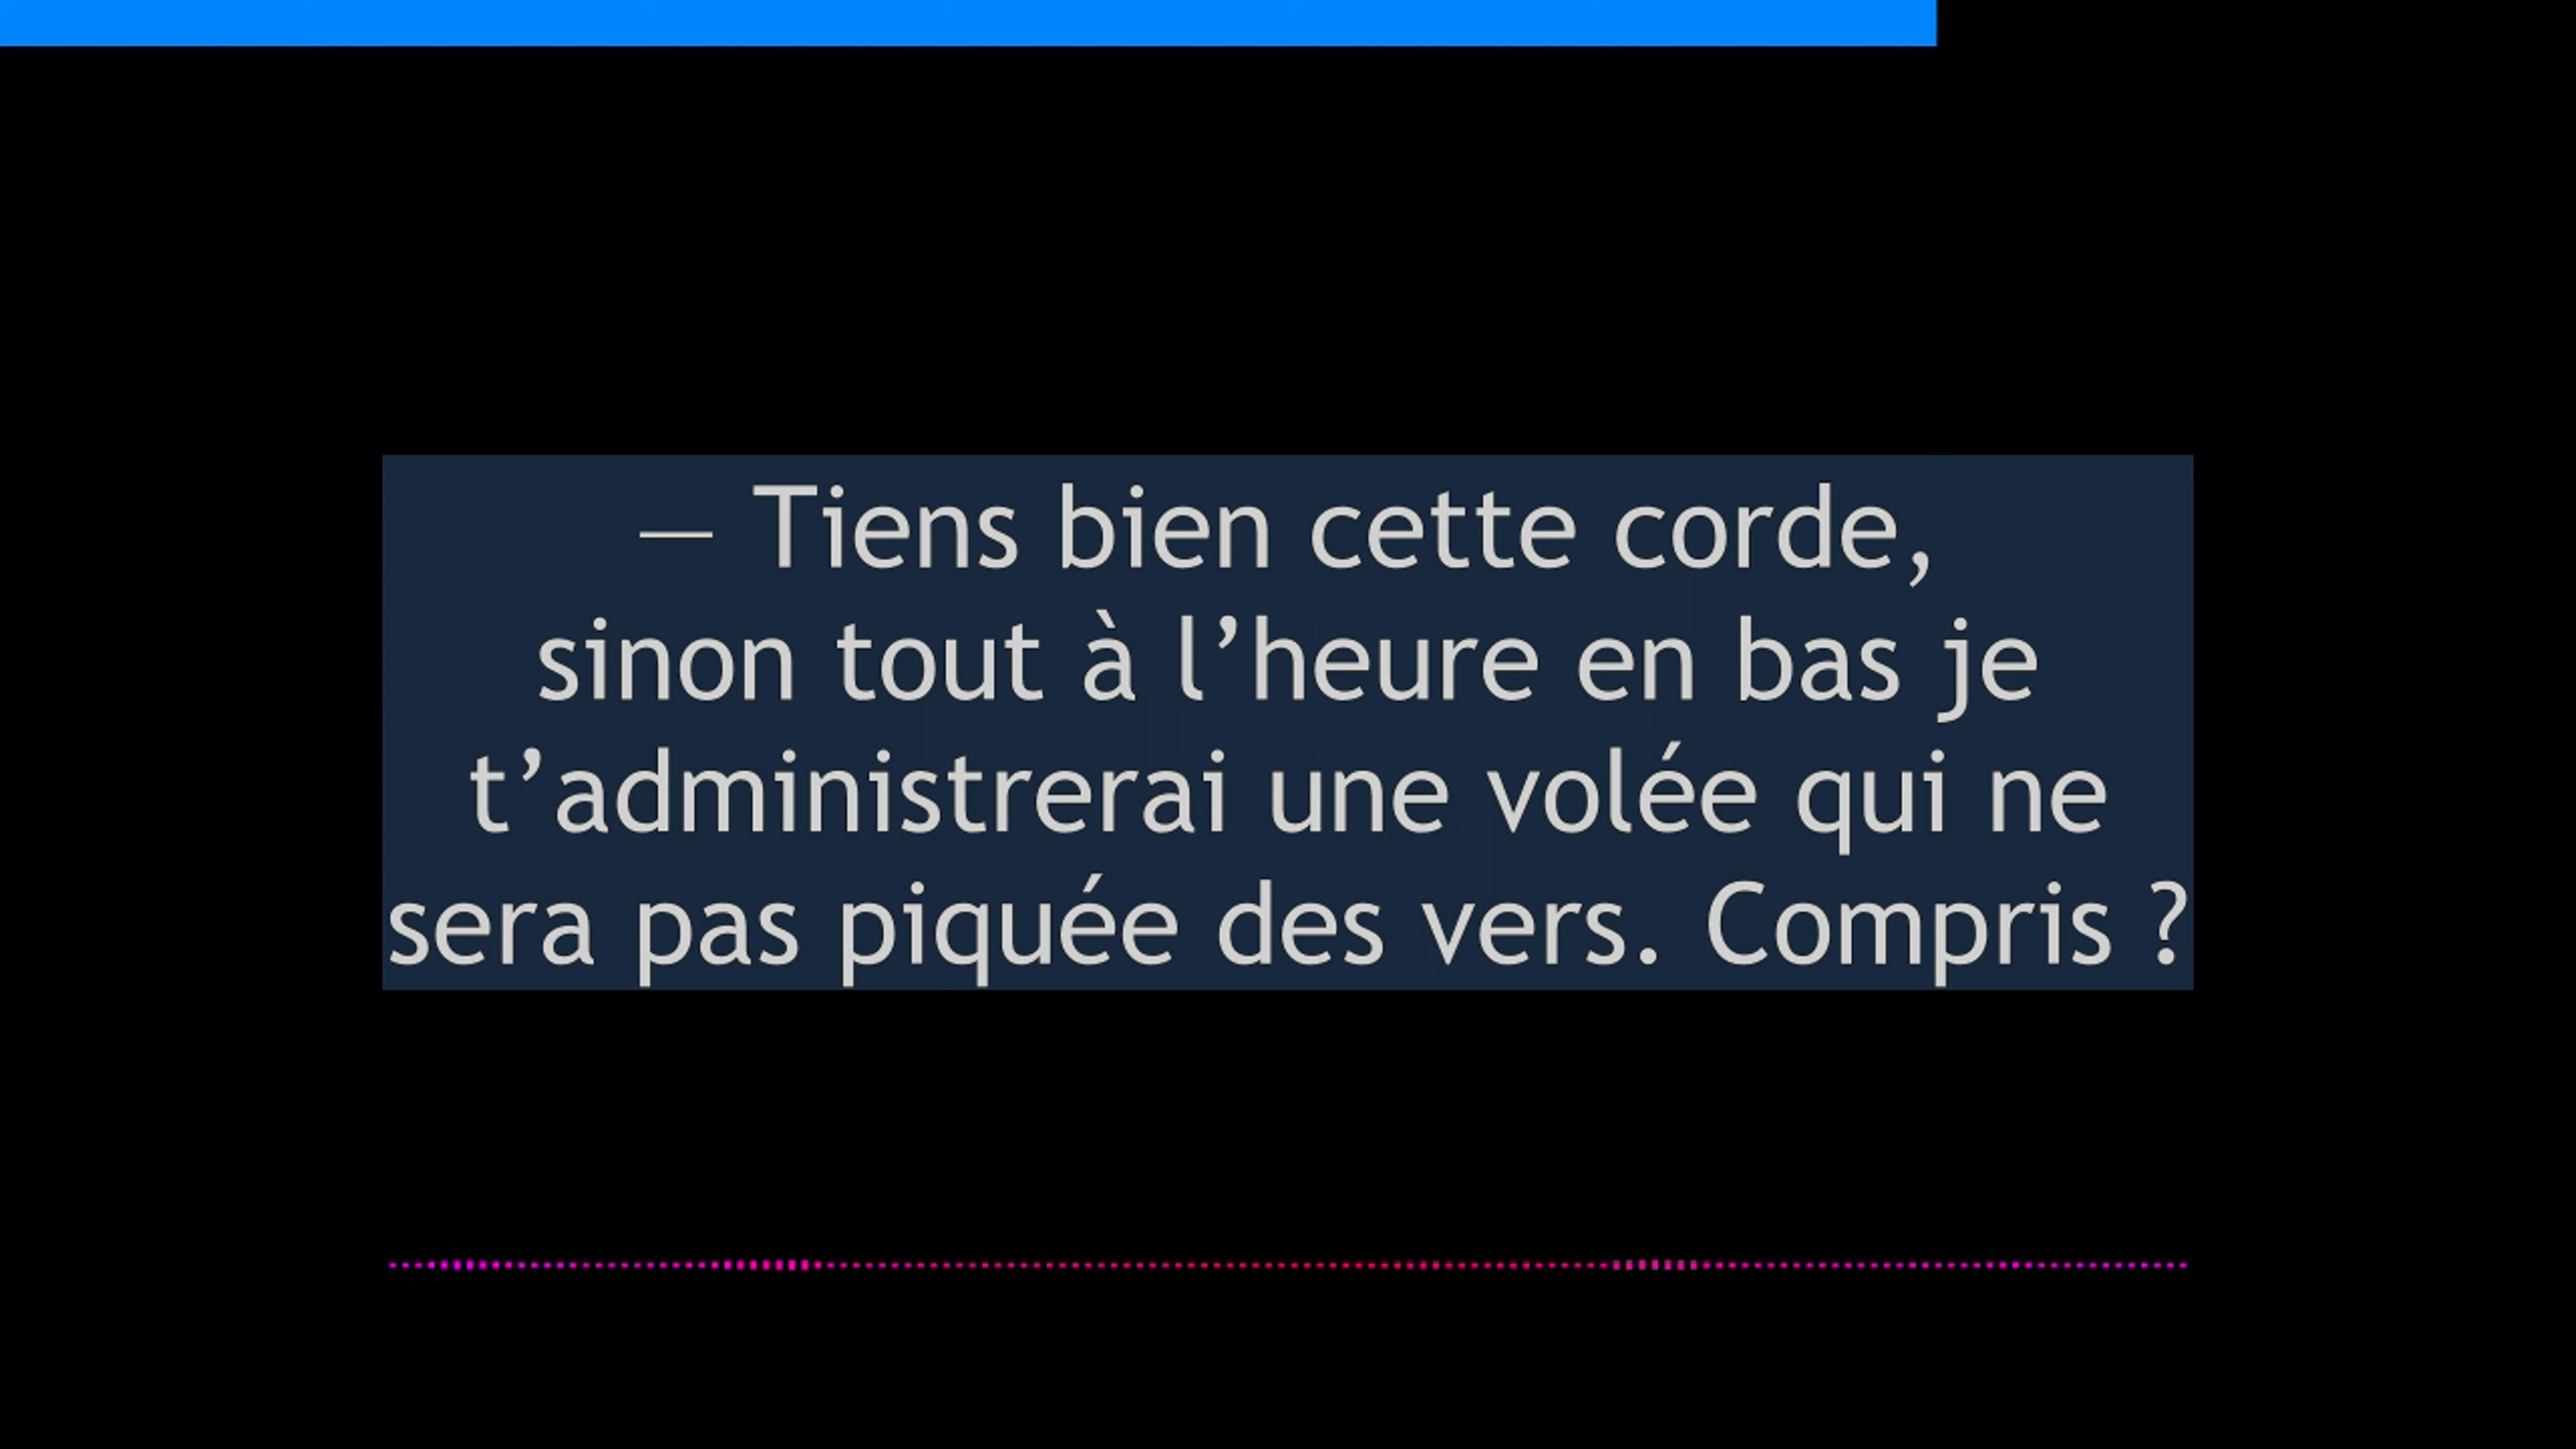 — Tiens bien cette corde,
sinon tout à l’heure en bas je
t’administrerai une volée qui ne
sera pas piquée des vers. Compris ?